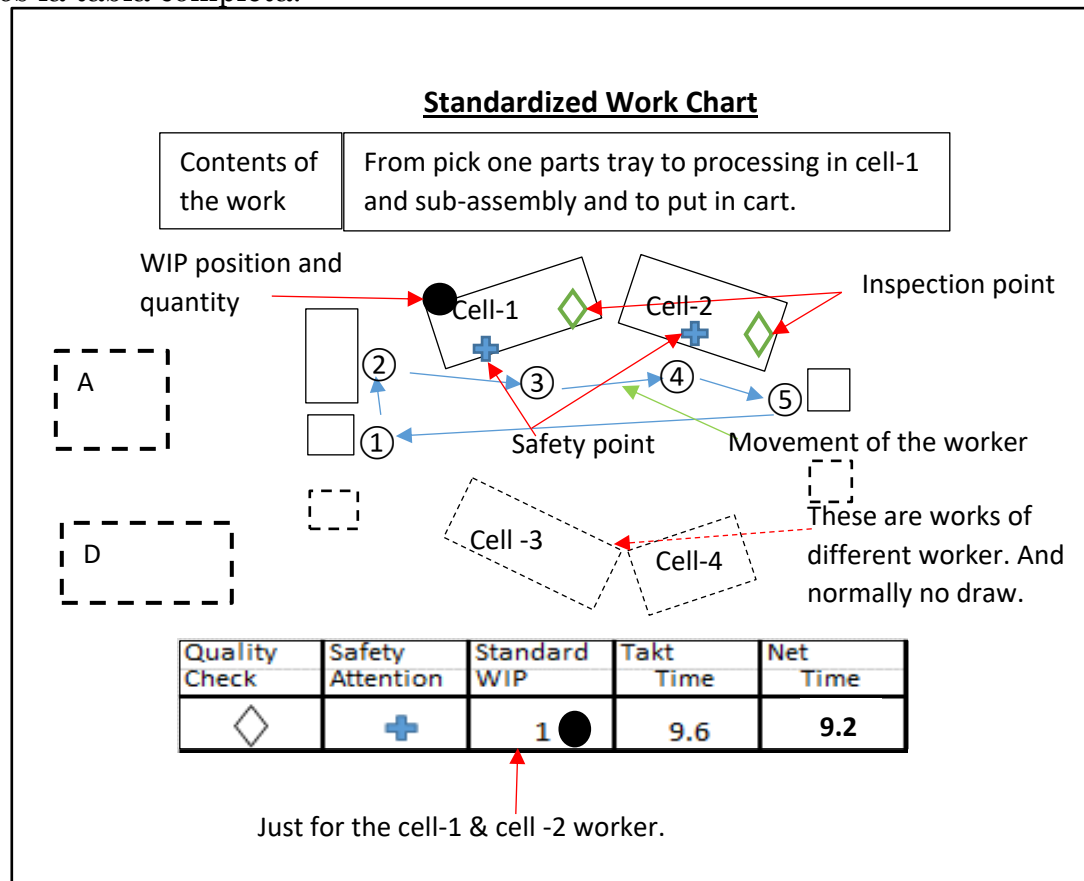 Standardized Work Chart
Contents of
the work
From pick one parts tray to processing in cell-1
and sub-assembly and to put in cart.
WIP position and
quantity
Inspection point
Cell-1
Cell-2
A
②
③
④
⑤
①
Safety point
Movement of the worker
D
Cell -3
Cell-4
These are works of
different worker. And
normally no draw.
Quality
Check
Safety
Attention
Standard
WIP
Takt
Time
Net
Time
1
9.6
9.2
Just for the cell-1 & cell -2 worker.